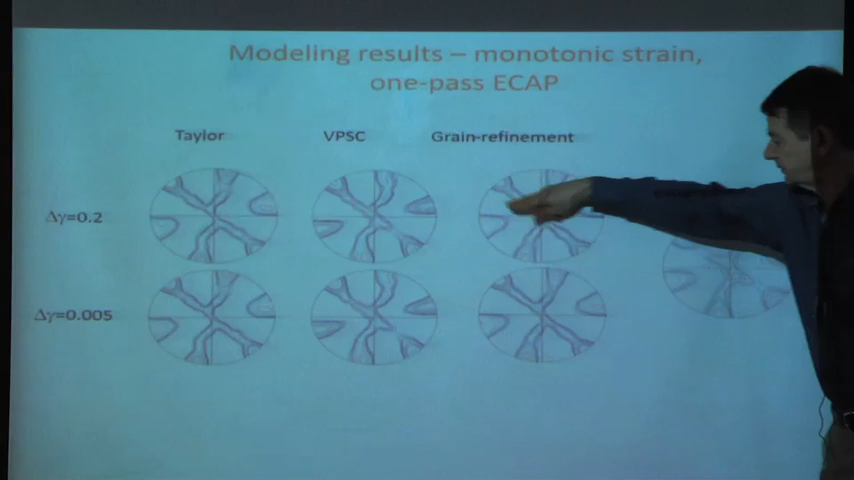 Modeling results – monotonic strain,
one-pass ECAP
Taylor VPSC Grain-refinement
Δγ=0.2
Δγ=0.005